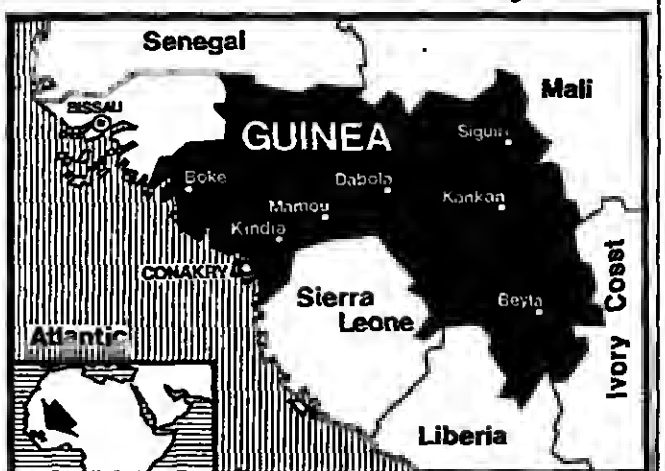 Senegal
Mali
BISSAU
GUINEA
Siguiri
Boke
Dabola
Kankan
Mamou
Kindia
CONAKRY
Sierra
Leone
Beyla
Ivory Coast
Atlantic
Liberia